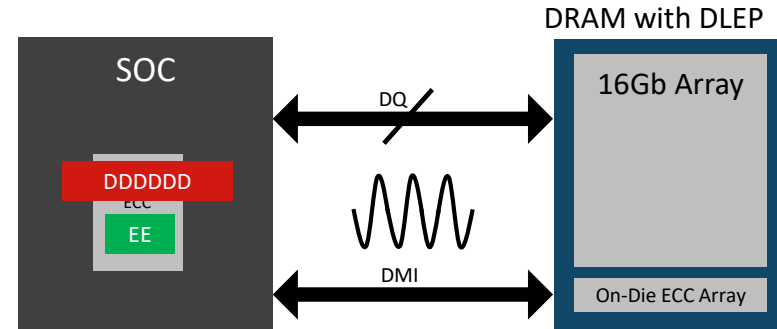 DRAM with DLEP
SOC
16Gb Array
DQ
DDDDDD
ECC
EE
DMI
On-Die ECC Array